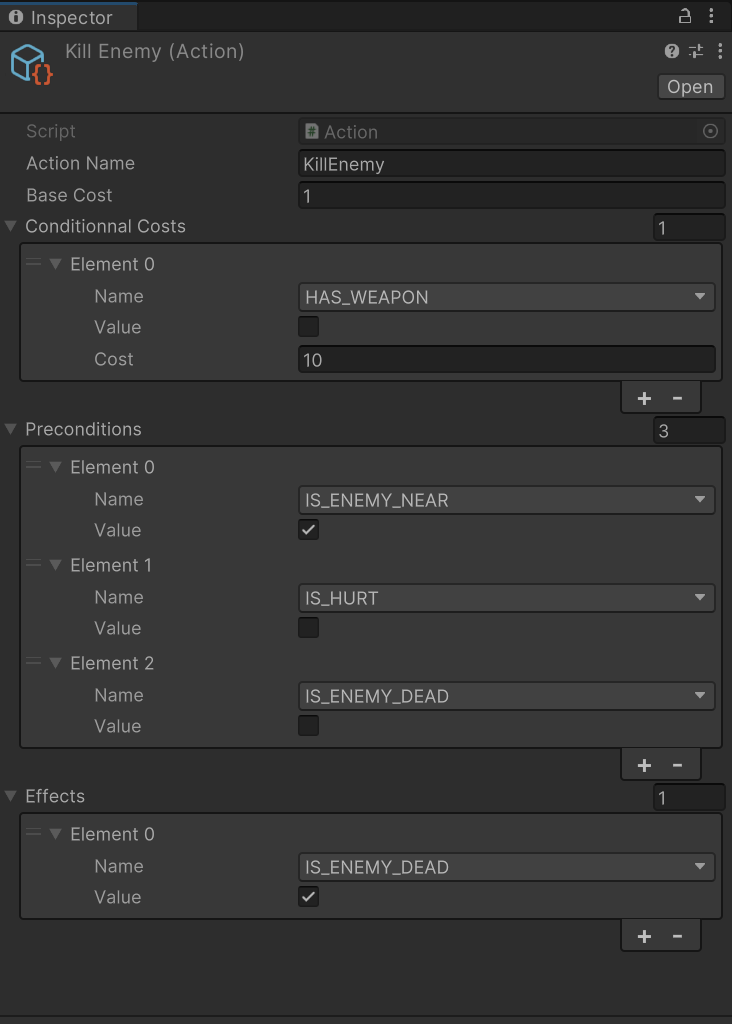 Inspector
Kill Enemy (Action)
Open
Script Action
Action Name KillEnemy
Base Cost 1
Conditionnal Costs 1
Element 0
Name HAS_WEAPON
Value
Cost 10
+ -
Preconditions 3
Element 0
Name IS_ENEMY_NEAR
Value
Element 1
Name IS_HURT
Value
Element 2
Name IS_ENEMY_DEAD
Value
+ -
Effects 1
Element 0
Name IS_ENEMY_DEAD
Value
+ -